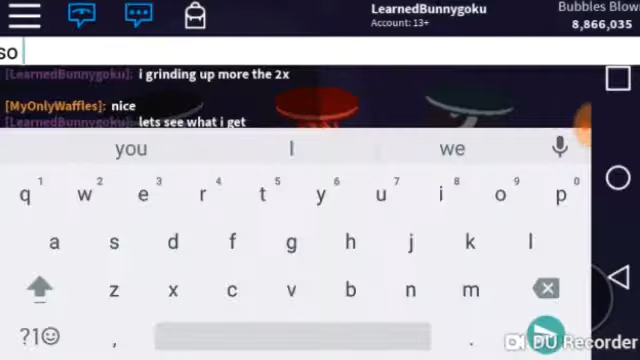 LearnedBunnygoku
Account: 13+
Bubbles Blow
8,866,035
so
[LearnedBunnygoku]: i grinding up more the 2x
[MyOnlyWaffles]: nice
[LearnedBunnygoku]: lets see what i get
you I we
1 2 3 4 5 6 7 8 9 0
q w e r t y u i o p
a s d f g h j k l
z x c v b n m
?1 , .
DU Recorder